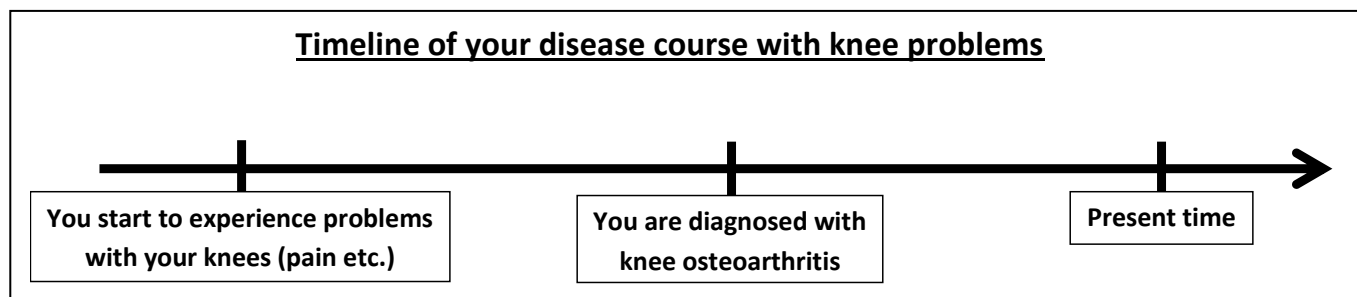 Timeline of your disease course with knee problems
You start to experience problems
with your knees (pain etc.)
You are diagnosed with
knee osteoarthritis
Present time